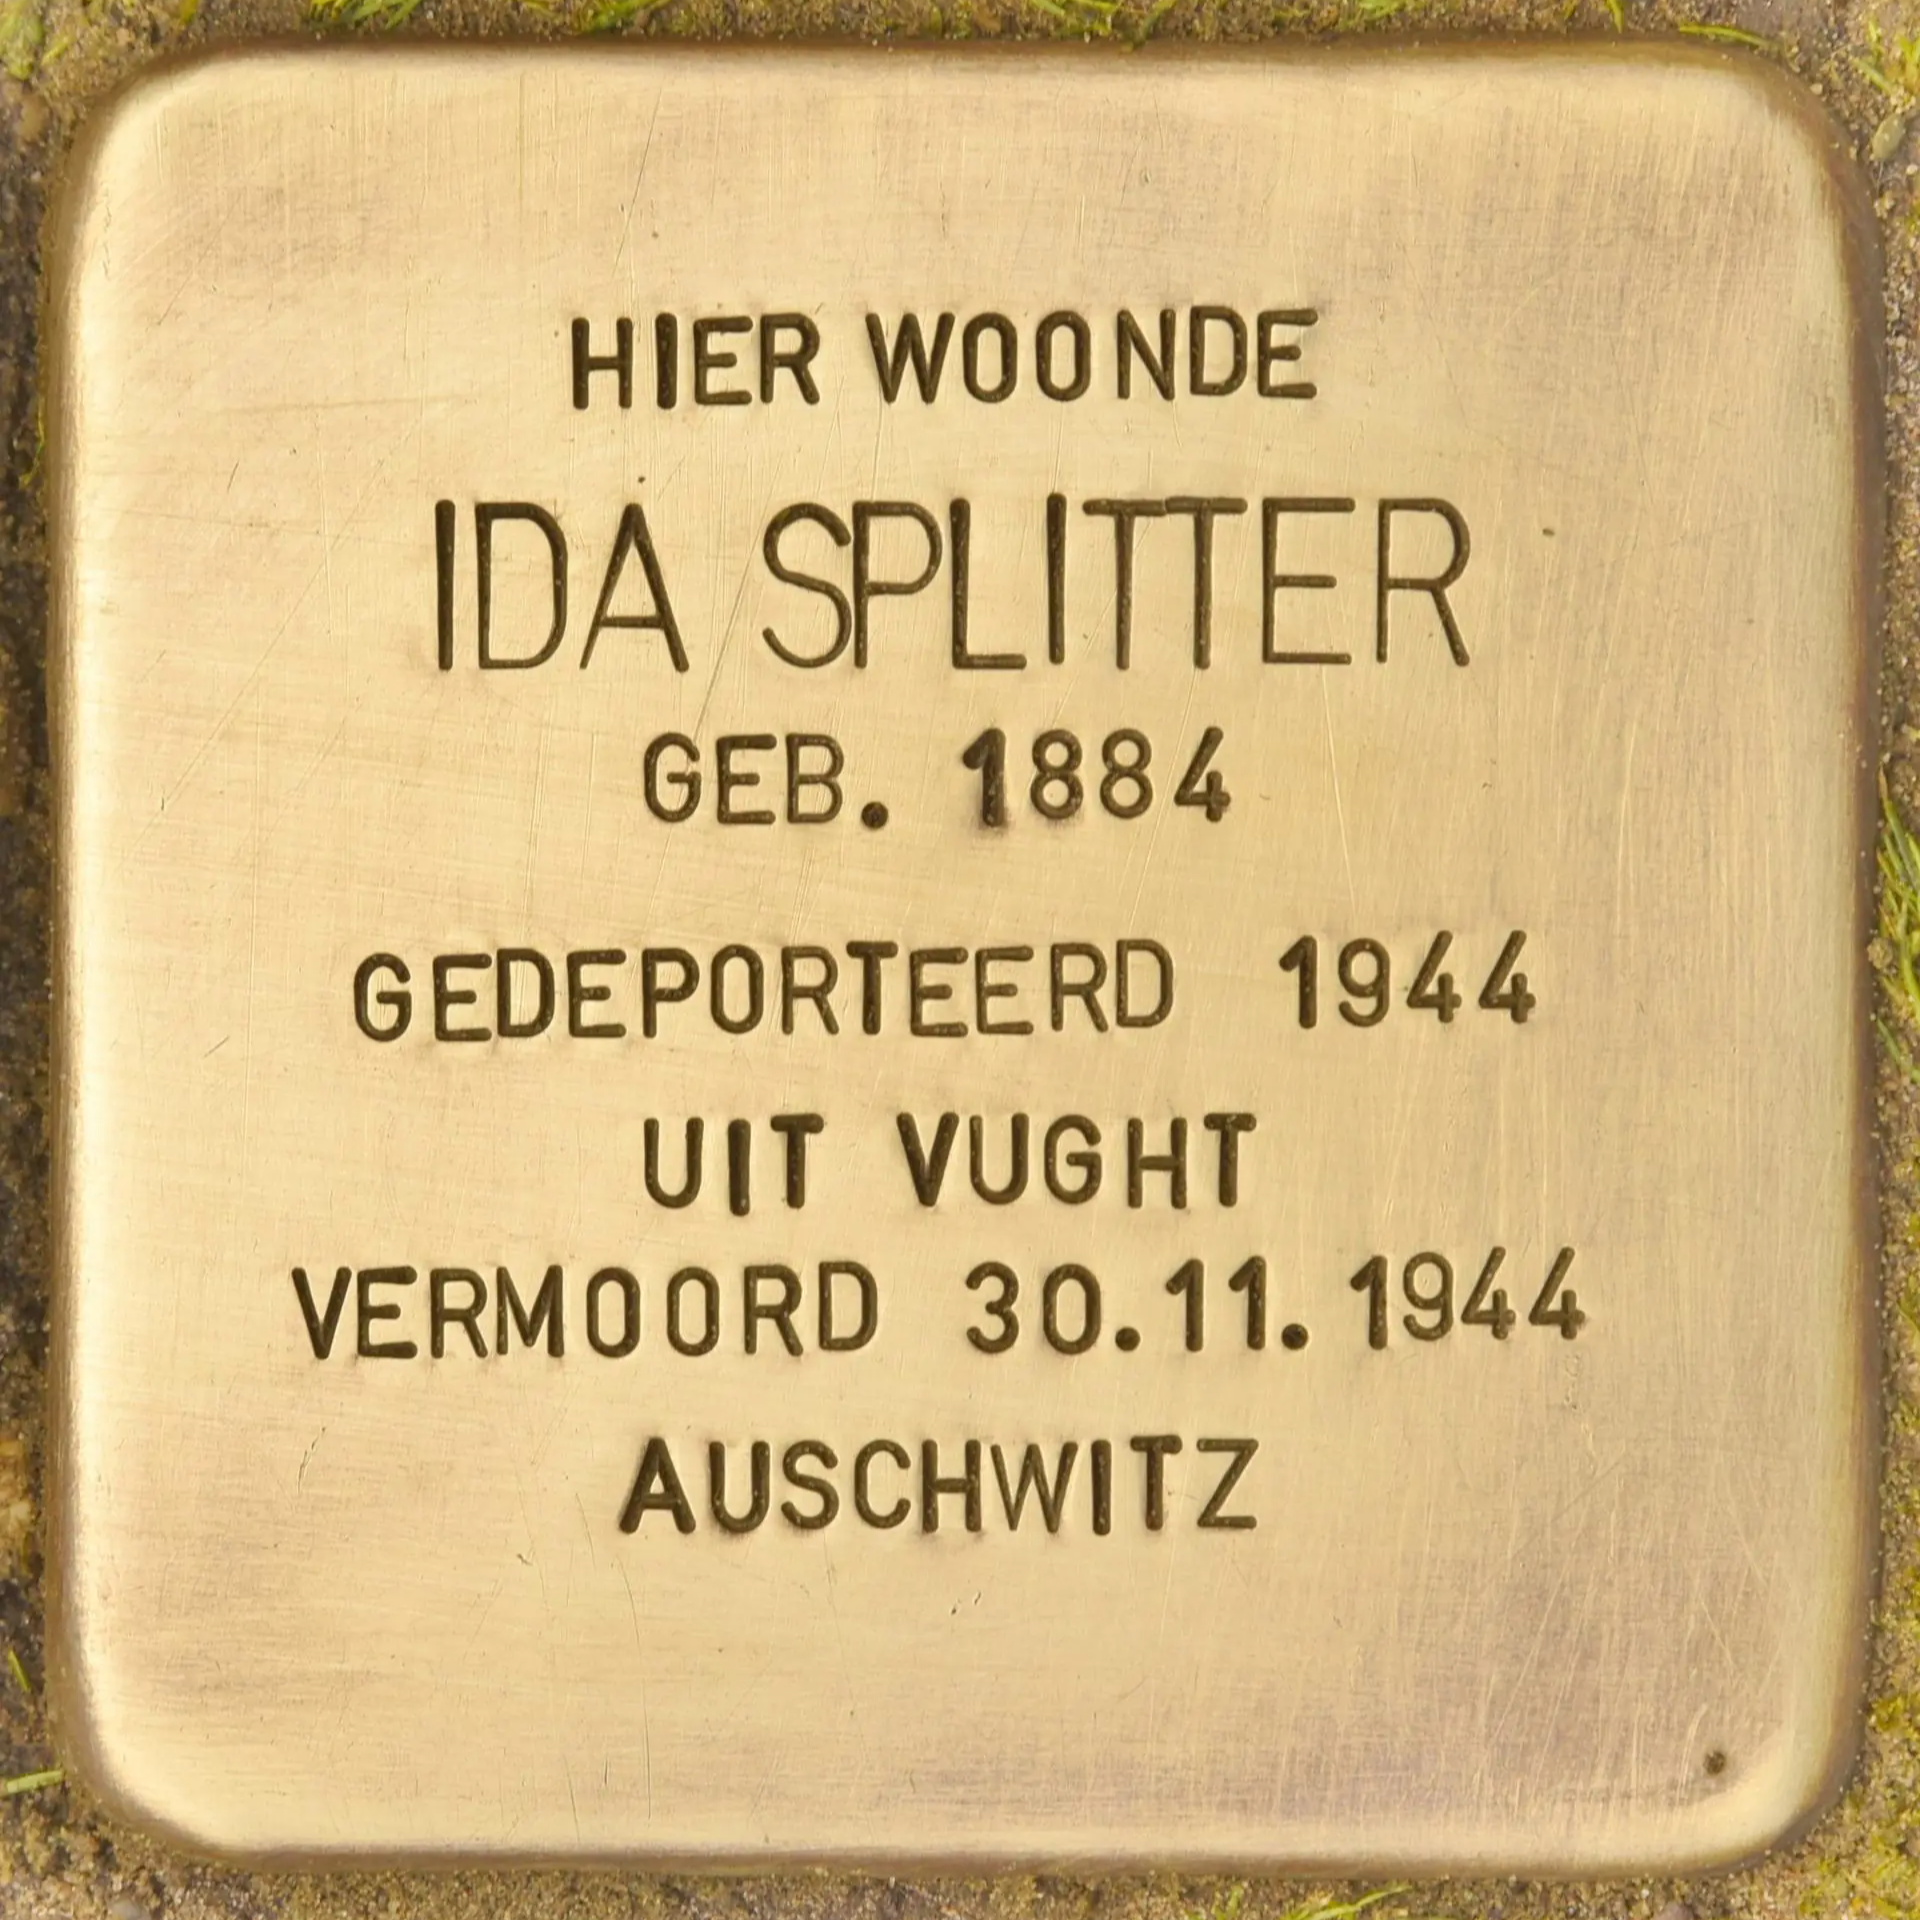 HIER WOONDE
IDA SPLITTER
GEB. 1884
GEDEPORTEERD 1944
UIT VUGHT
VERMOORD 30.11.1944
AUSCHWITZ